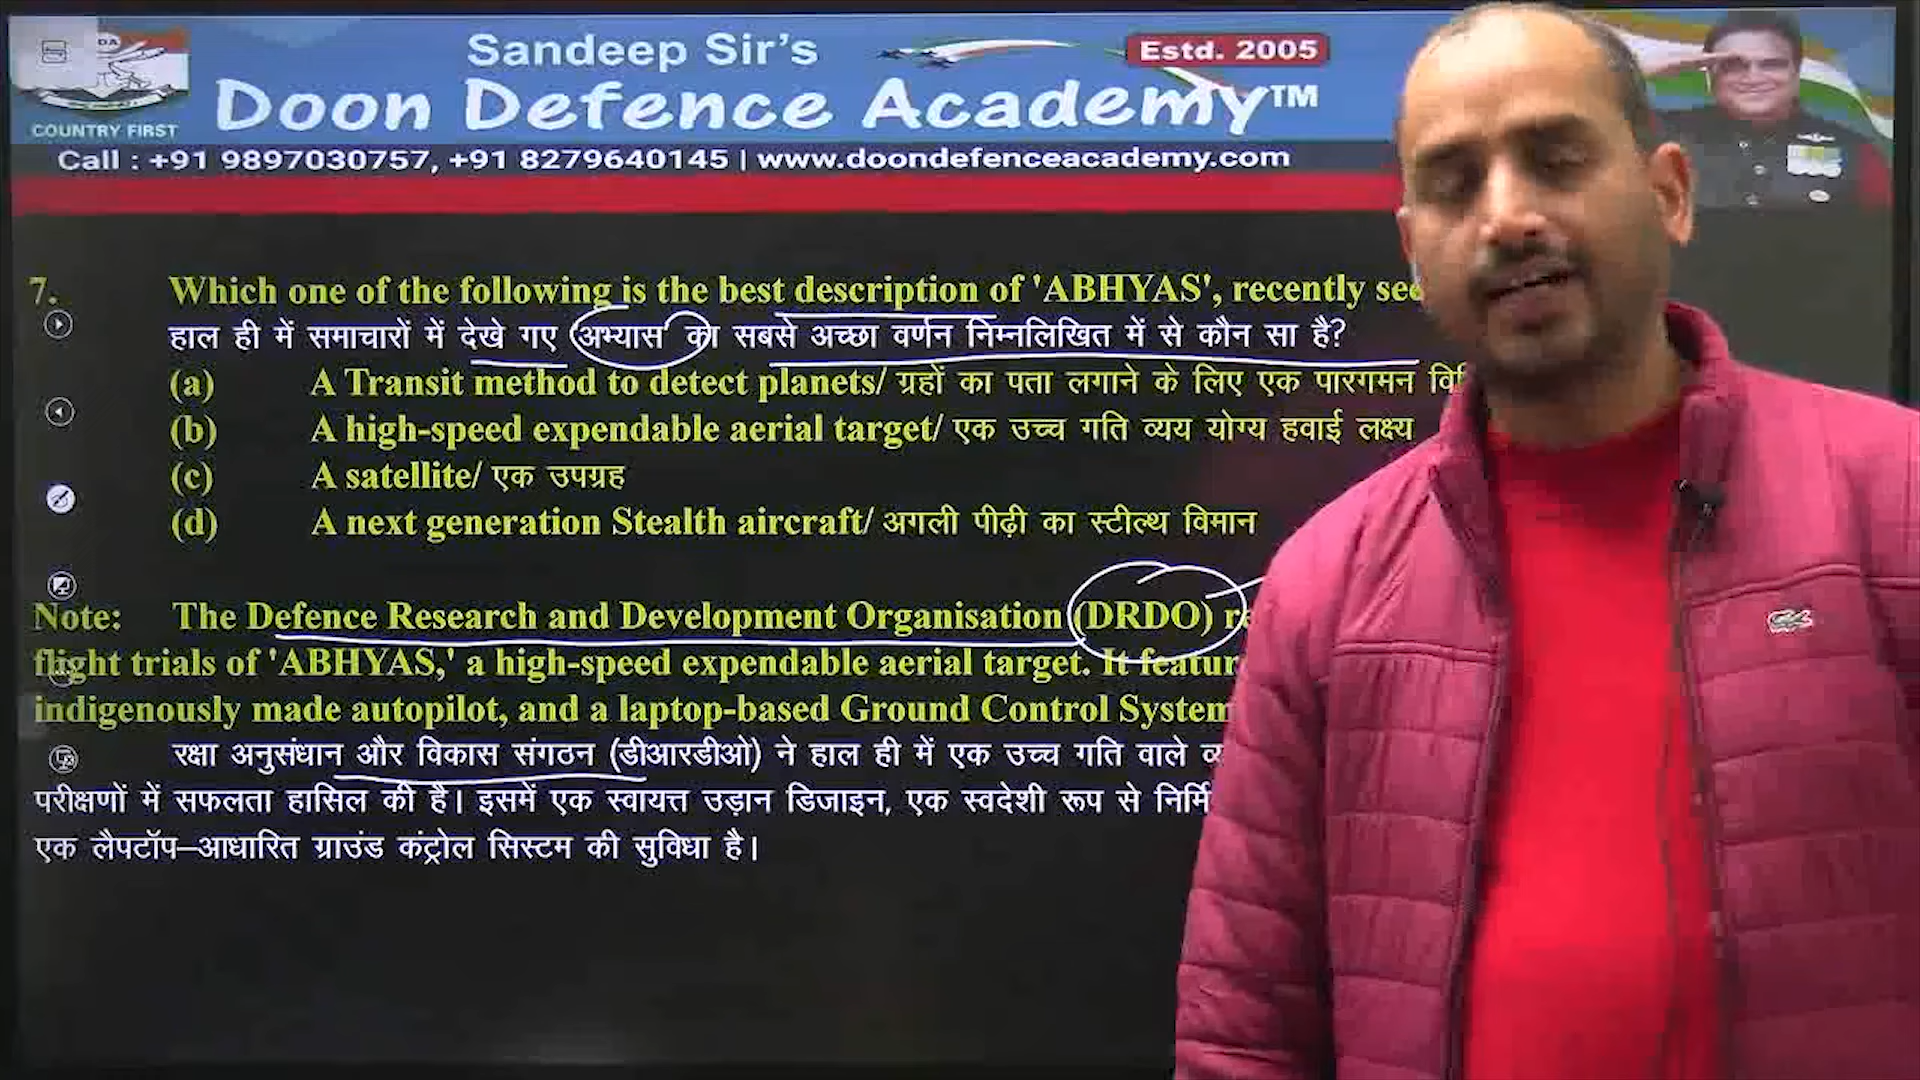 Sandeep Sir's
Estd. 2005
Doon Defence Academy™
COUNTRY FIRST
Call : +91 9897030757, +91 8279640145 | www.doondefenceacademy.com
7. Which one of the following is the best description of 'ABHYAS', recently
हाल ही में समाचारों में देखे गए 'अभ्यास' का सबसे अच्छा वर्णन निम्नलिखित में से कौन सा है?
(a) A Transit method to detect planets/ ग्रहों का पता लगाने के लिए एक पारगमन
(b) A high-speed expendable aerial target/ एक उच्च गति व्यय योग्य हवाई लक्ष्य
(c) A satellite/ एक उपग्रह
(d) A next generation Stealth aircraft/ अगली पीढ़ी का स्टील्थ विमान
Note: The Defence Research and Development Organisation (DRDO)
flight trials of 'ABHYAS,' a high-speed expendable aerial target. It
indigenously made autopilot, and a laptop-based Ground Control System
रक्षा अनुसंधान और विकास संगठन (डीआरडीओ) ने हाल ही में एक उच्च गति वाले
परीक्षणों में सफलता हासिल की है। इसमें एक स्वायत्त उड़ान डिजाइन, एक स्वदेशी रूप से
एक लैपटॉप–आधारित ग्राउंड कंट्रोल सिस्टम की सुविधा है।